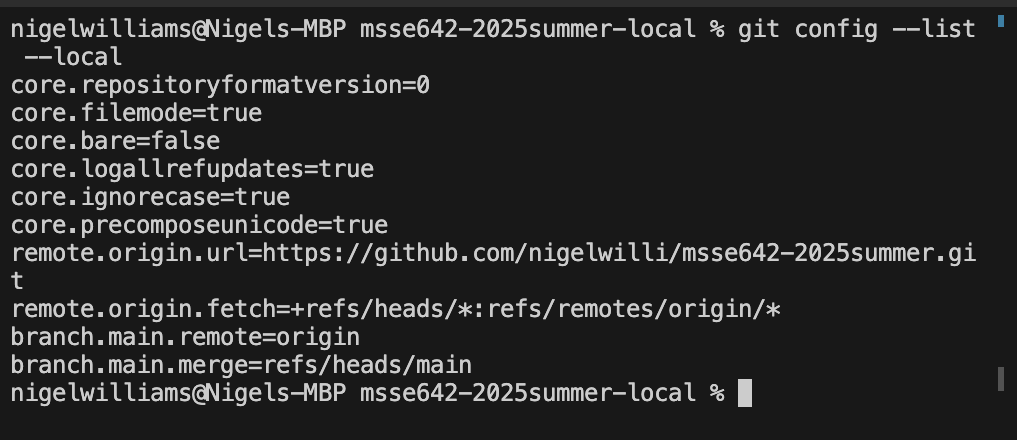 nigelwilliams@Nigels-MBP msse642-2025summer-local % git config --list
 --local
core.repositoryformatversion=0
core.filemode=true
core.bare=false
core.logallrefupdates=true
core.ignorecase=true
core.precomposeunicode=true
remote.origin.url=https://github.com/nigelwilli/msse642-2025summer.gi
t
remote.origin.fetch=+refs/heads/*:refs/remotes/origin/*
branch.main.remote=origin
branch.main.merge=refs/heads/main
nigelwilliams@Nigels-MBP msse642-2025summer-local %